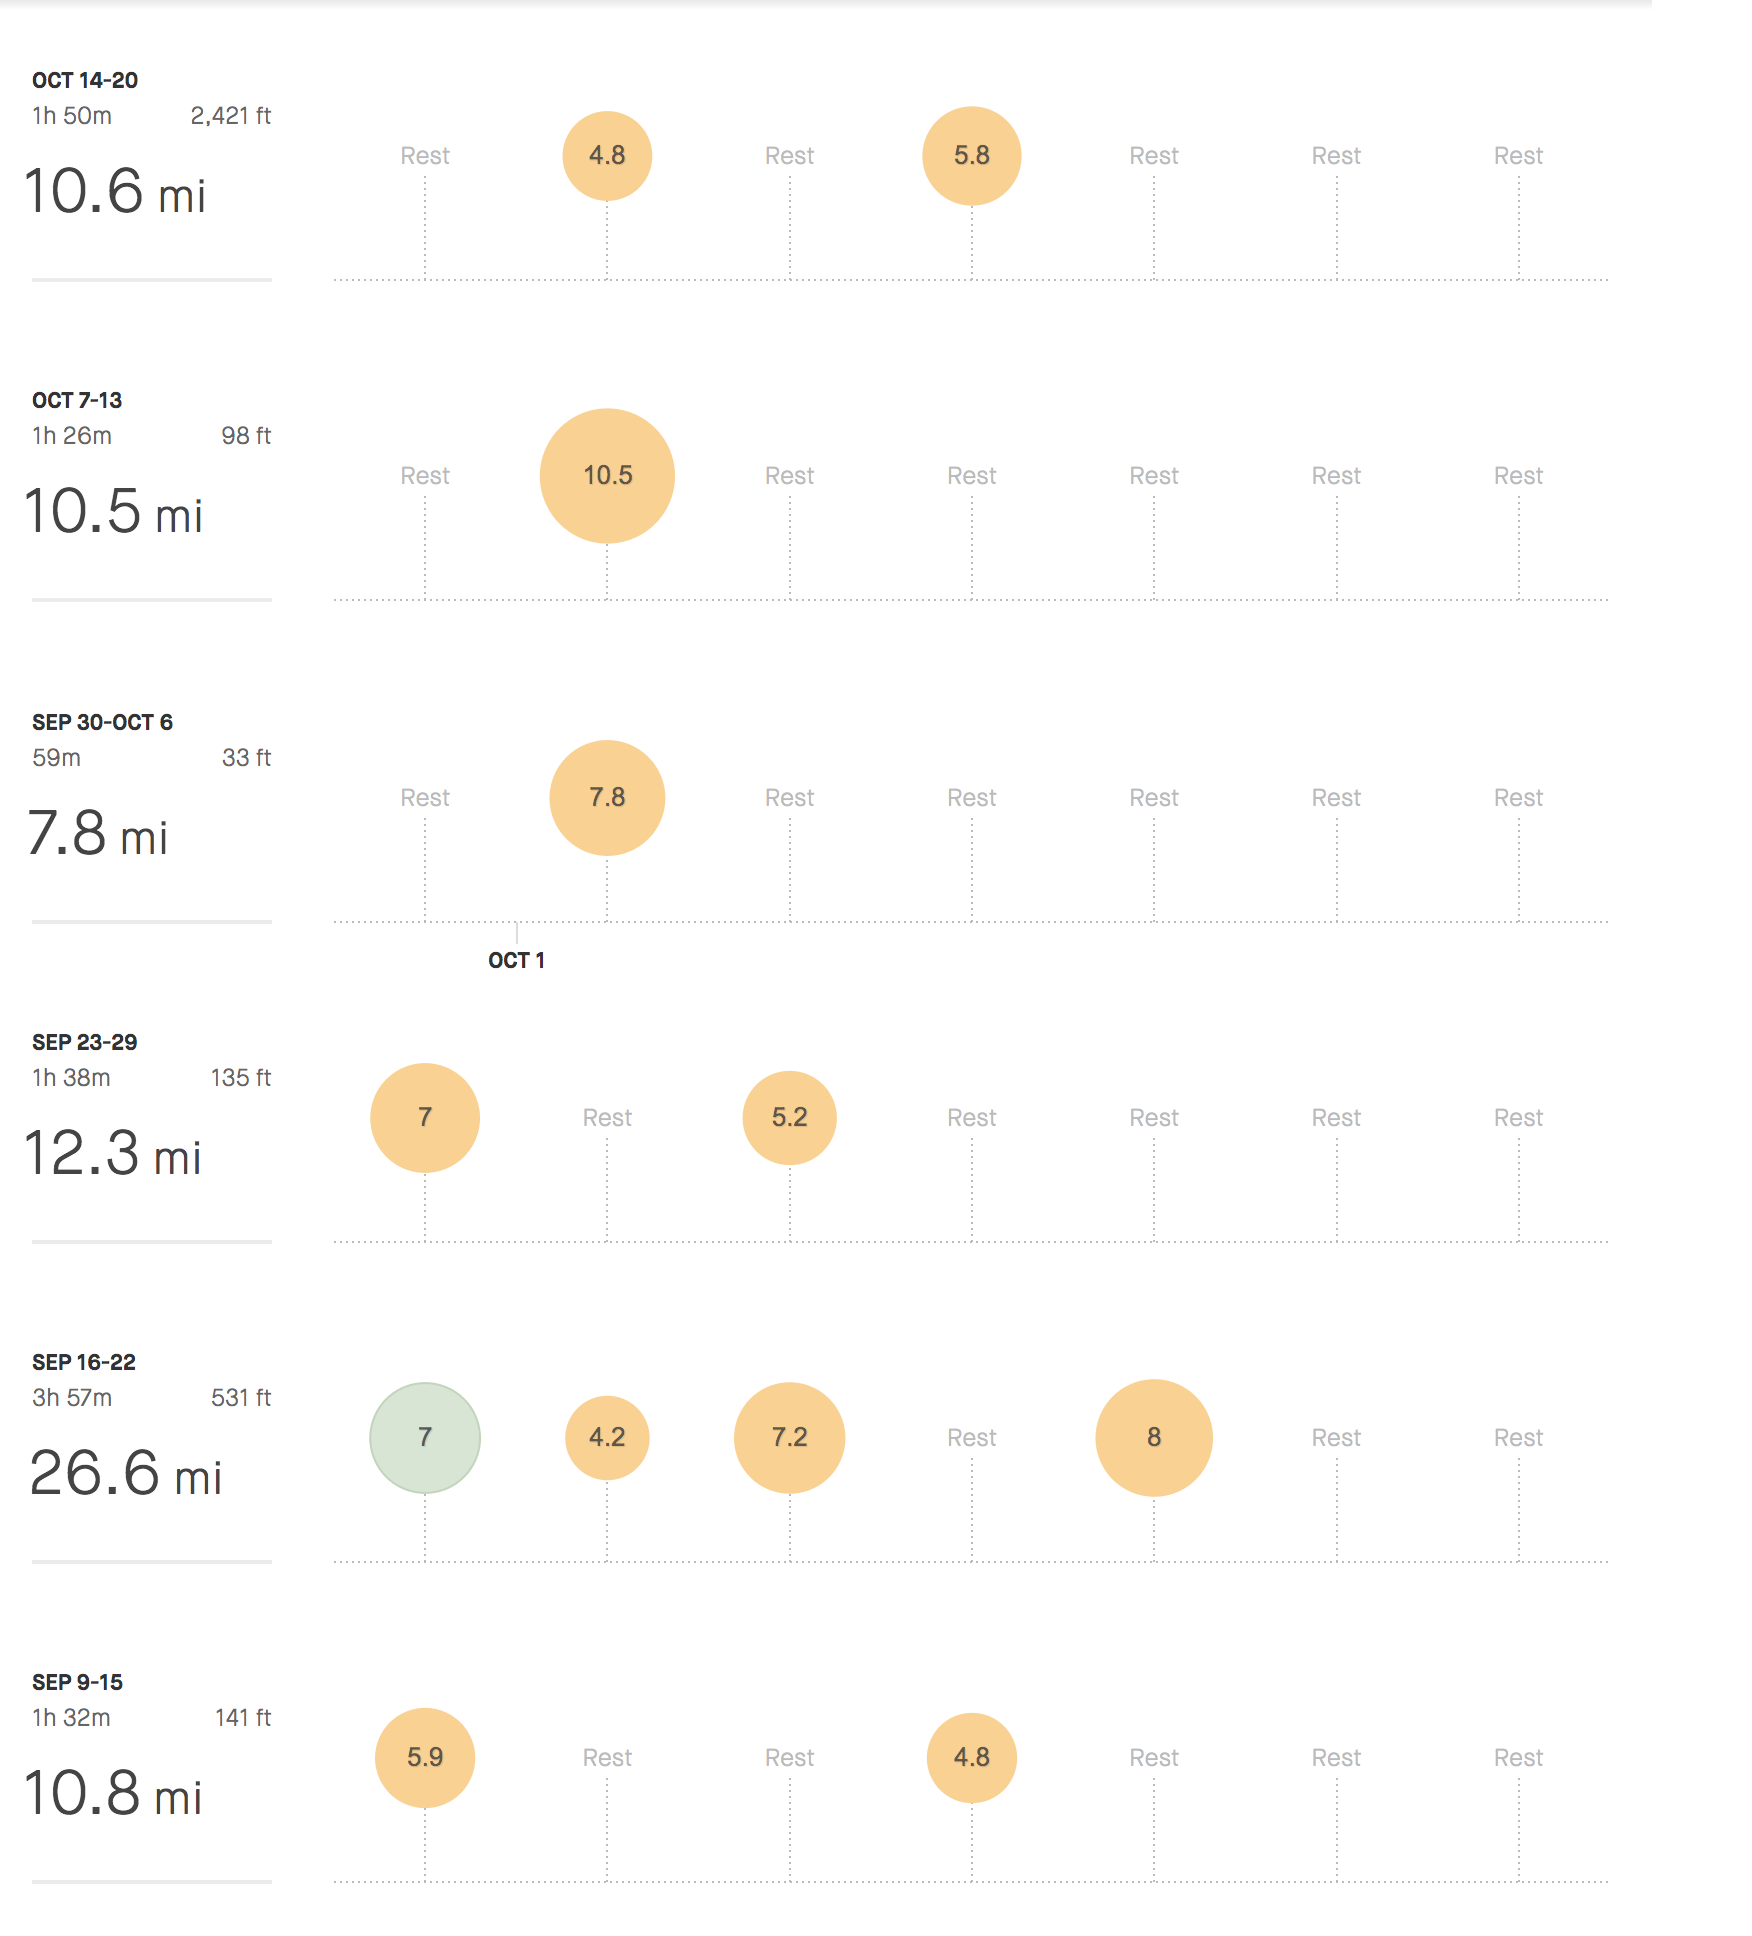 OCT 14-20
1h 50m 2,421 ft
10.6 mi
Rest 4.8 Rest 5.8 Rest Rest Rest
OCT 7-13
1h 26m 98 ft
10.5 mi
Rest 10.5 Rest Rest Rest Rest Rest
SEP 30-OCT 6
59m 33 ft
7.8 mi
Rest 7.8 Rest Rest Rest Rest Rest
OCT 1
SEP 23-29
1h 38m 135 ft
12.3 mi
7 Rest 5.2 Rest Rest Rest Rest
SEP 16-22
3h 57m 531 ft
26.6 mi
7 4.2 7.2 Rest 8 Rest Rest
SEP 9-15
1h 32m 141 ft
10.8 mi
5.9 Rest Rest 4.8 Rest Rest Rest